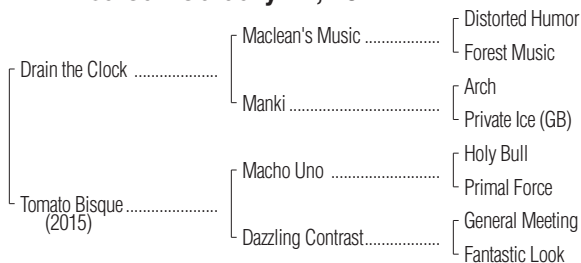 Distorted Humor
Maclean's Music
Forest Music
Drain the Clock
Arch
Manki
Private Ice (GB)
Holy Bull
Macho Uno
Primal Force
Tomato Bisque
(2015)
General Meeting
Dazzling Contrast
Fantastic Look